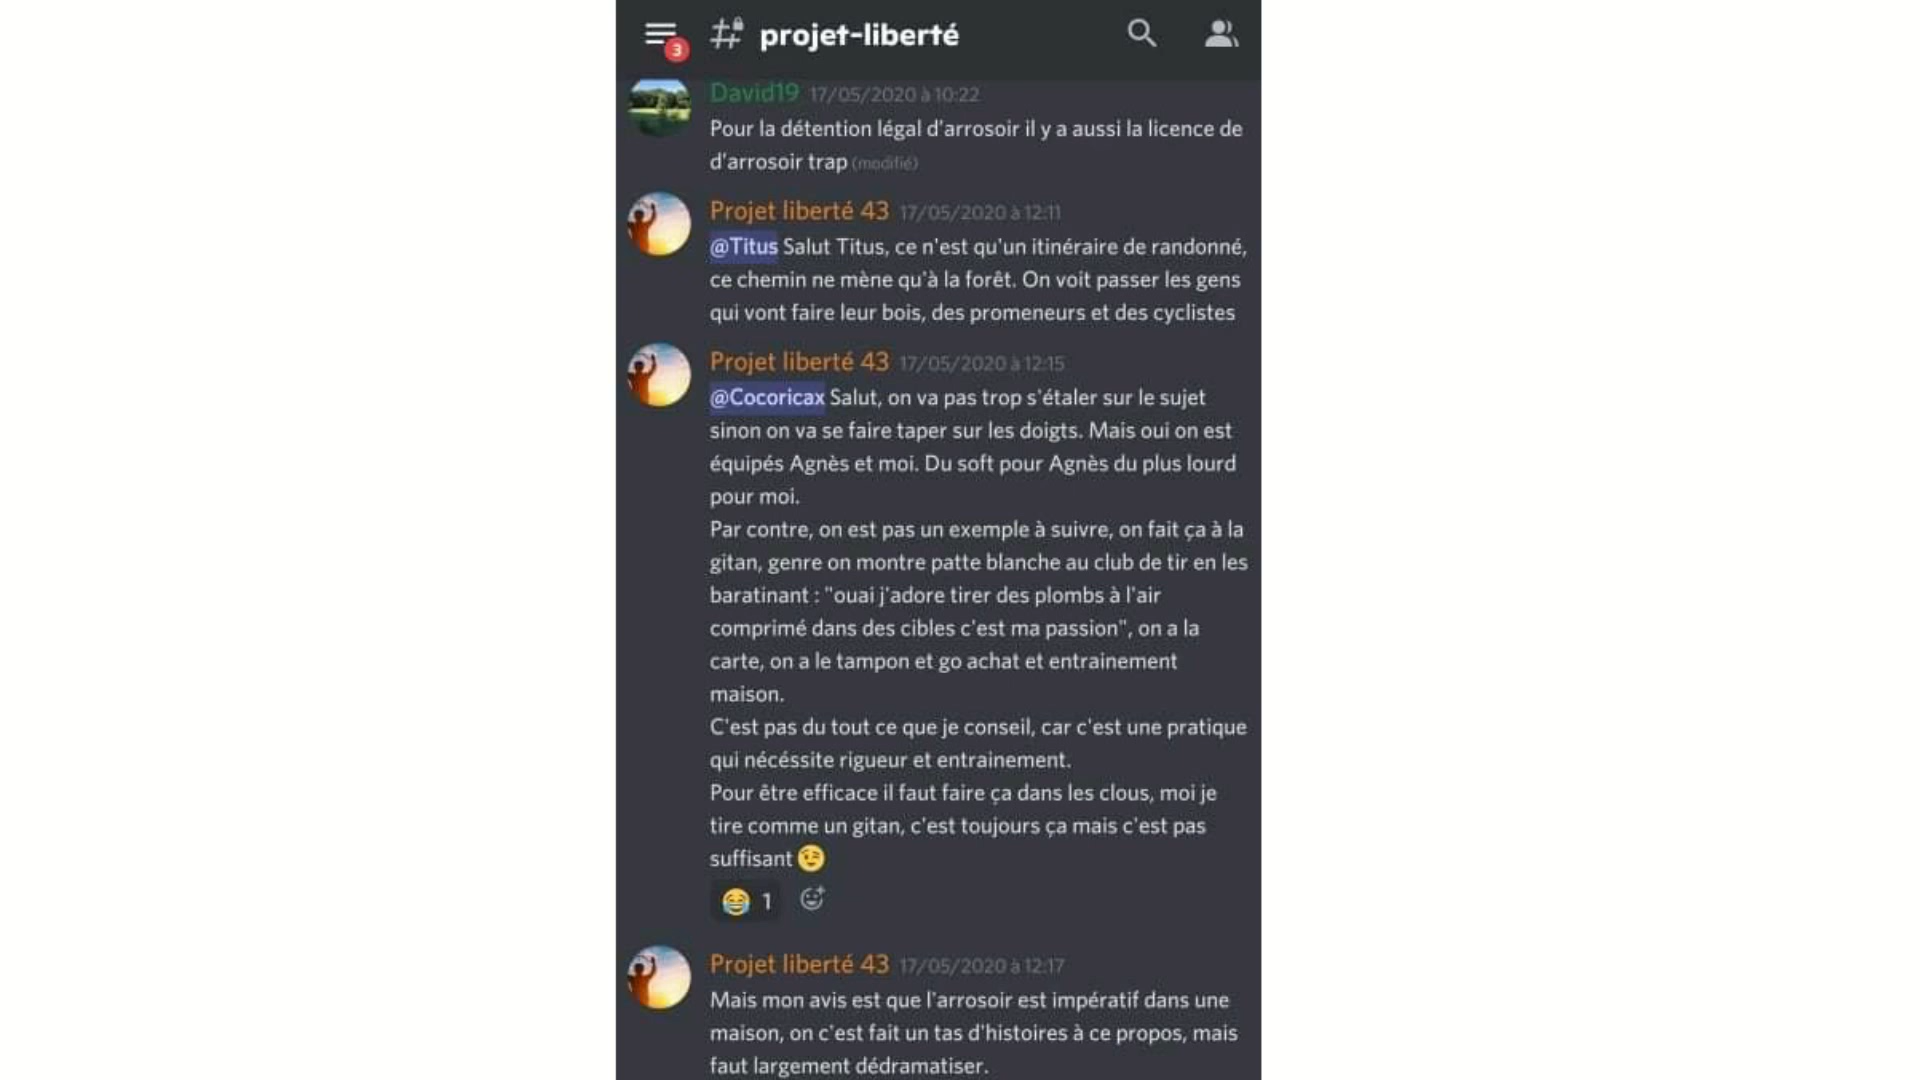 3
projet-liberté
David19 17/05/2020 à 10:22
Pour la détention légal d'arrosoir il y a aussi la licence de
d'arrosoir trap (modifié)
Projet liberté 43 17/05/2020 à 12:11
@Titus Salut Titus, ce n'est qu'un itinéraire de randonné,
ce chemin ne mène qu'à la forêt. On voit passer les gens
qui vont faire leur bois, des promeneurs et des cyclistes
Projet liberté 43 17/05/2020 à 12:15
@Cocoricax Salut, on va pas trop s'étaler sur le sujet
sinon on va se faire taper sur les doigts. Mais oui on est
équipés Agnès et moi. Du soft pour Agnès du plus lourd
pour moi.
Par contre, on est pas un exemple à suivre, on fait ça à la
gitan, genre on montre patte blanche au club de tir en les
baratinant : "ouai j'adore tirer des plombs à l'air
comprimé dans des cibles c'est ma passion", on a la
carte, on a le tampon et go achat et entrainement
maison.
C'est pas du tout ce que je conseil, car c'est une pratique
qui nécéssite rigueur et entrainement.
Pour être efficace il faut faire ça dans les clous, moi je
tire comme un gitan, c'est toujours ça mais c'est pas
suffisant 😉
😂 1
Projet liberté 43 17/05/2020 à 12:17
Mais mon avis est que l'arrosoir est impératif dans une
maison, on c'est fait un tas d'histoires à ce propos, mais
faut largement dédramatiser.